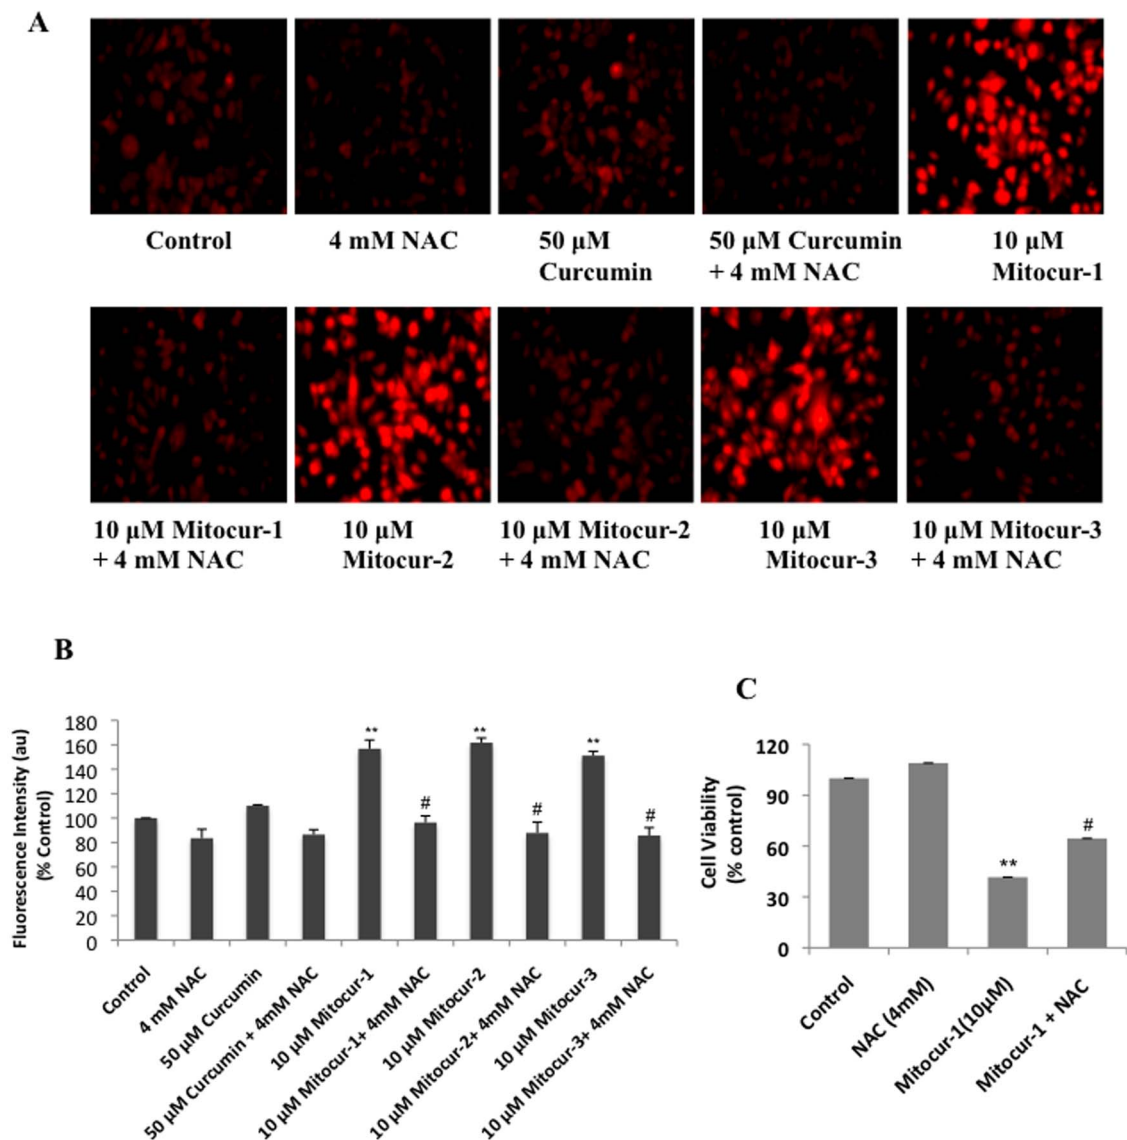 A
Control
4 mM NAC
50 µM
Curcumin
50 µM Curcumin
+ 4 mM NAC
10 µM
Mitocur-1
10 µM Mitocur-1
+ 4 mM NAC
10 µM
Mitocur-2
10 µM Mitocur-2
+ 4 mM NAC
10 µM
Mitocur-3
10 µM Mitocur-3
+ 4 mM NAC
B
Fluorescence Intensity (au)
(% Control)
180
160
140
120
100
80
60
40
20
0
**
#
**
#
**
#
Control
4 mM NAC
50 µM Curcumin
50 µM Curcumin + 4mM NAC
10 µM Mitocur-1
10 µM Mitocur-1+ 4mM NAC
10 µM Mitocur-2
10 µM Mitocur-2+ 4mM NAC
10 µM Mitocur-3
10 µM Mitocur-3+ 4mM NAC
C
Cell Viability
(% control)
120
90
60
30
0
**
#
Control
NAC (4mM)
Mitocur-1(10µM)
Mitocur-1 + NAC